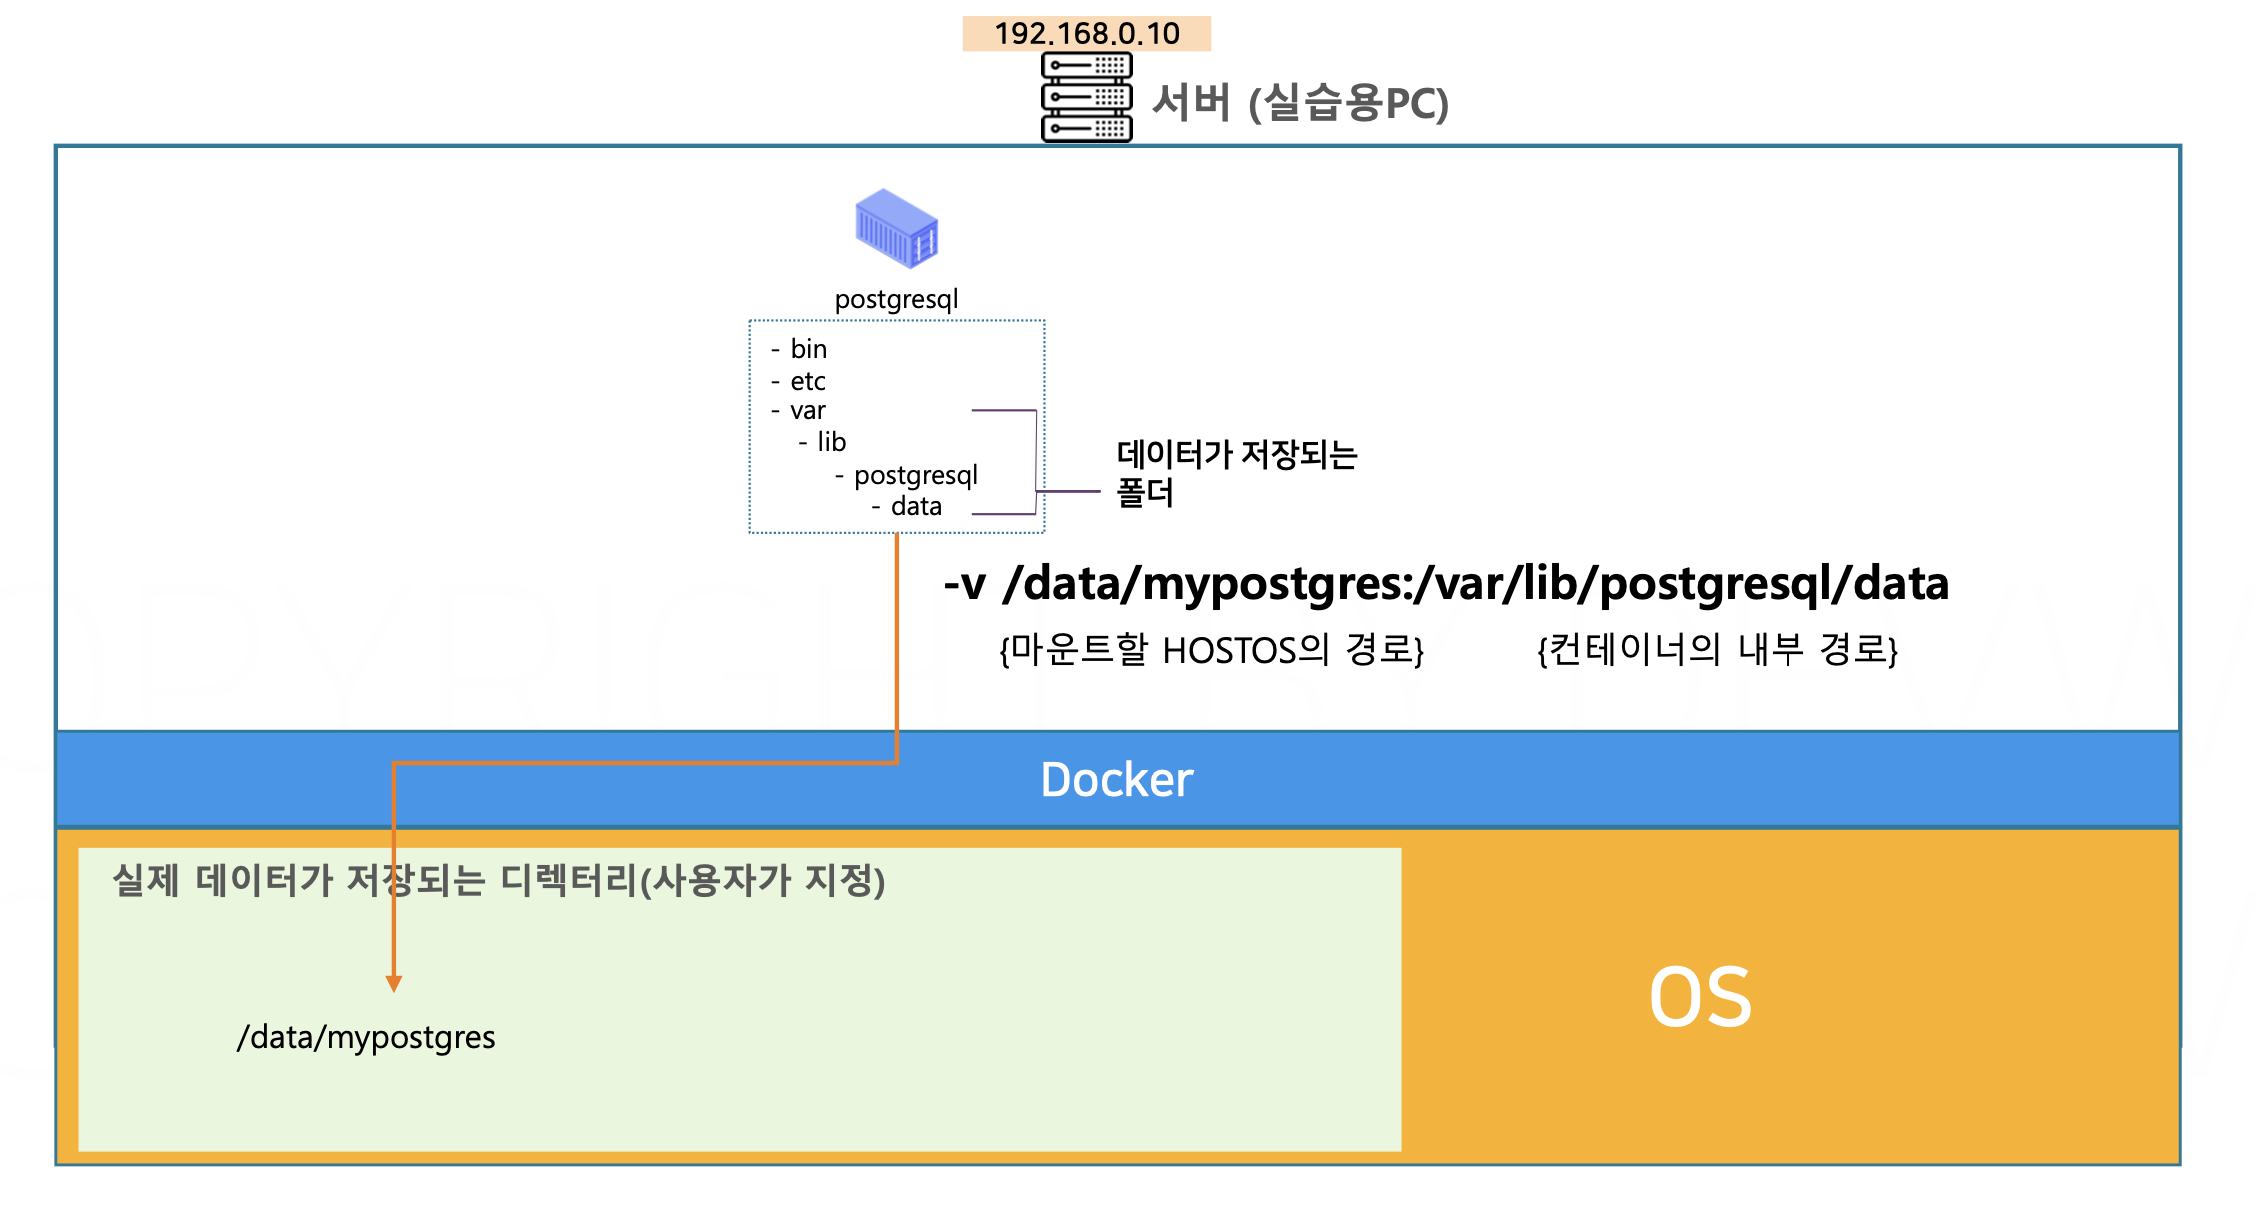 192.168.0.10
서버 (실습용PC)
postgresql
- bin
- etc
- var
- lib
- postgresql
- data
데이터가 저장되는
폴더
-v /data/mypostgres:/var/lib/postgresql/data
{마운트할 HOSTOS의 경로}
{컨테이너의 내부 경로}
Docker
실제 데이터가 저장되는 디렉터리(사용자가 지정)
/data/mypostgres
OS